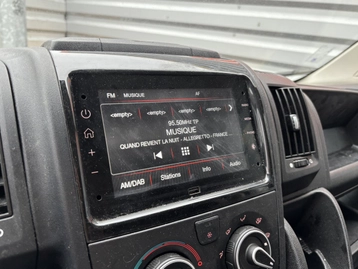 FM MUSIQUE AF
<empty> <empty> <empty> <empty>
95.50MHz TP
MUSIQUE
QUAND REVIENT LA NUIT - ALLEGRETTO - FRANCE
AM/DAB Stations Info Audio